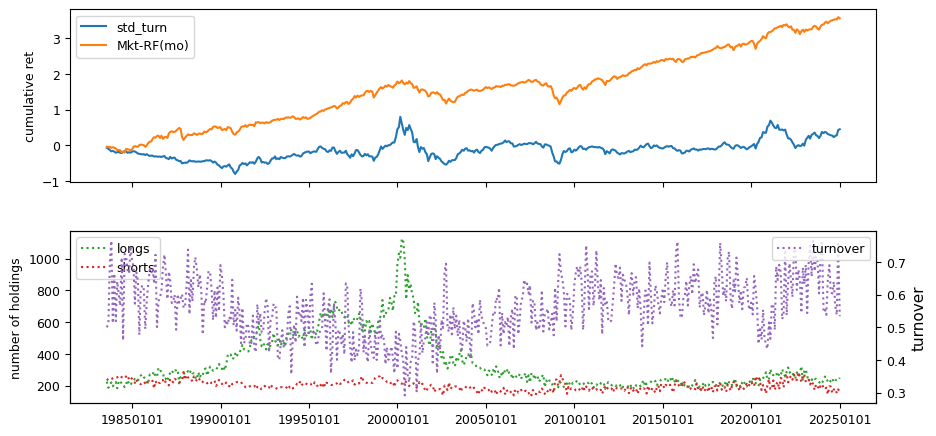 std_turn
Mkt-RF(mo)
cumulative ret
3
2
1
0
−1
longs
shorts
turnover
number of holdings
1000
800
600
400
200
0.7
0.6
0.5
0.4
0.3
turnover
19850101 19900101 19950101 20000101 20050101 20100101 20150101 20200101 20250101